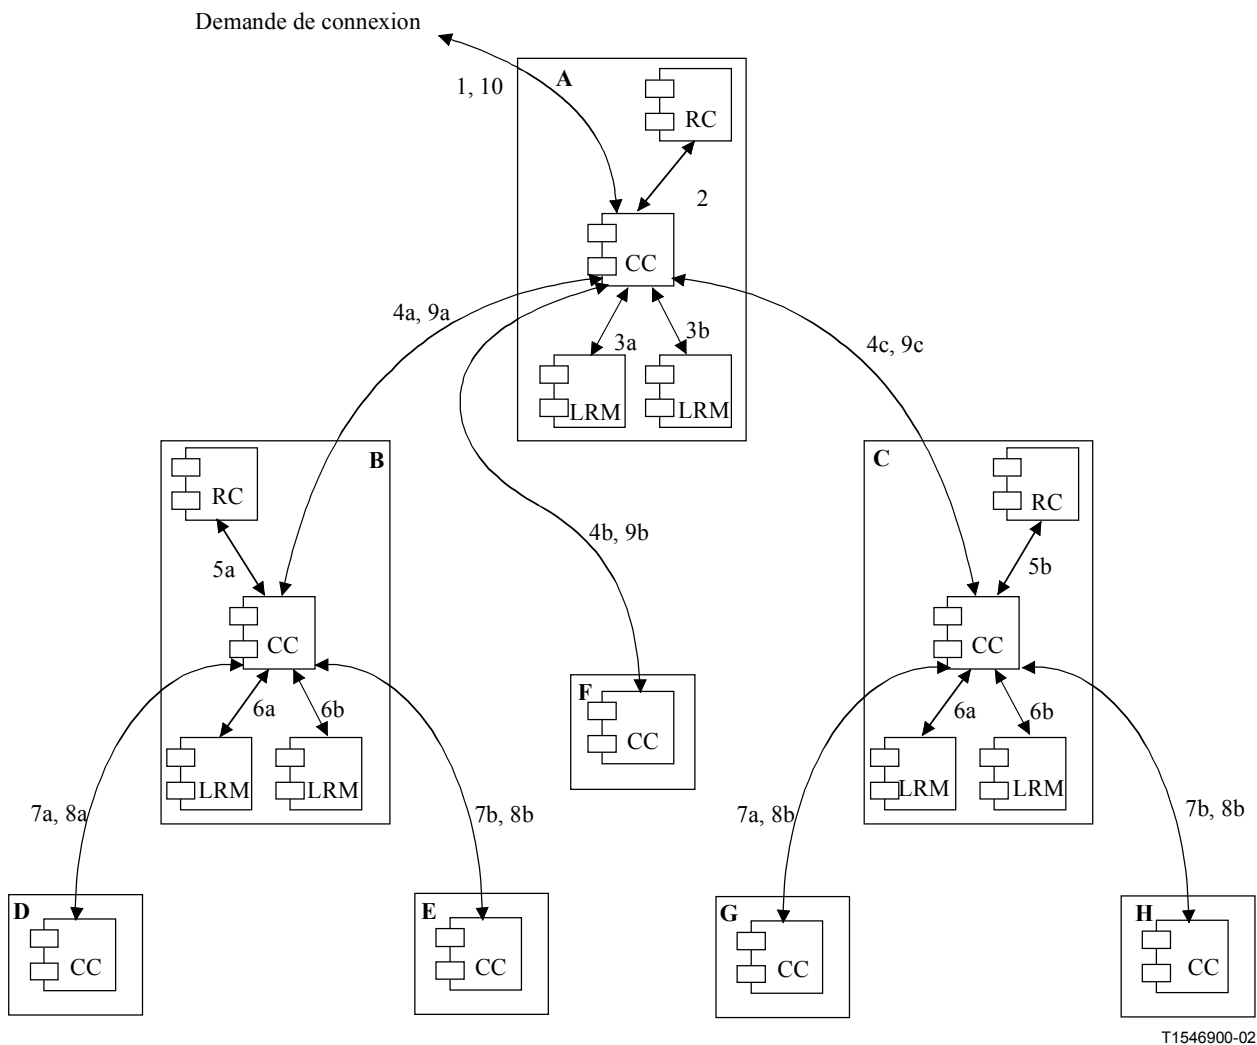 Demande de connexion
1, 10
A
RC
2
CC
4a, 9a
3a
3b
4c, 9c
LRM
LRM
B
RC
5a
CC
6a
6b
LRM
LRM
4b, 9b
F
CC
C
RC
5b
CC
6a
6b
LRM
LRM
7a, 8a
7b, 8b
7a, 8b
7b, 8b
D
CC
E
CC
G
CC
H
CC
T1546900-02